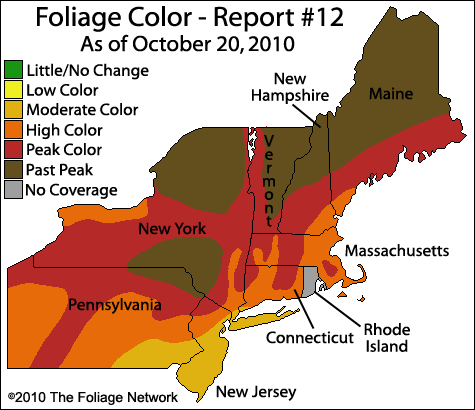 Foliage Color - Report #12
As of October 20, 2010
Little/No Change
Low Color
Moderate Color
High Color
Peak Color
Past Peak
No Coverage
New
Hampshire
Maine
Vermont
New York
Massachusetts
Pennsylvania
Connecticut
Rhode
Island
New Jersey
©2010 The Foliage Network